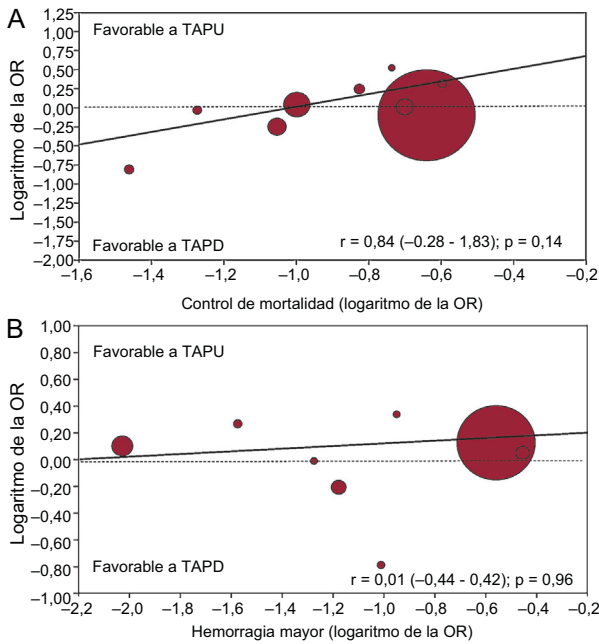 A
Logaritmo de la OR
1,25
1,00
0,75
0,50
0,25
0,00
–0,25
–0,50
–0,75
–1,00
–1,25
–1,50
–1,75
–2,00
Favorable a TAPU
Favorable a TAPD
r = 0,84 (–0.28 - 1,83); p = 0,14
–1,6 –1,4 –1,2 –1,0 –0,8 –0,6 –0,4 –0,2
Control de mortalidad (logaritmo de la OR)
B
Logaritmo de la OR
1,00
0,80
0,60
0,40
0,20
0,00
–0,20
–0,40
–0,60
–0,80
–1,00
Favorable a TAPU
Favorable a TAPD
r = 0,01 (–0,44 - 0,42); p = 0,96
–2,2 –2,0 –1,8 –1,6 –1,4 –1,2 –1,0 –0,8 –0,6 –0,4 –0,2
Hemorragia mayor (logaritmo de la OR)